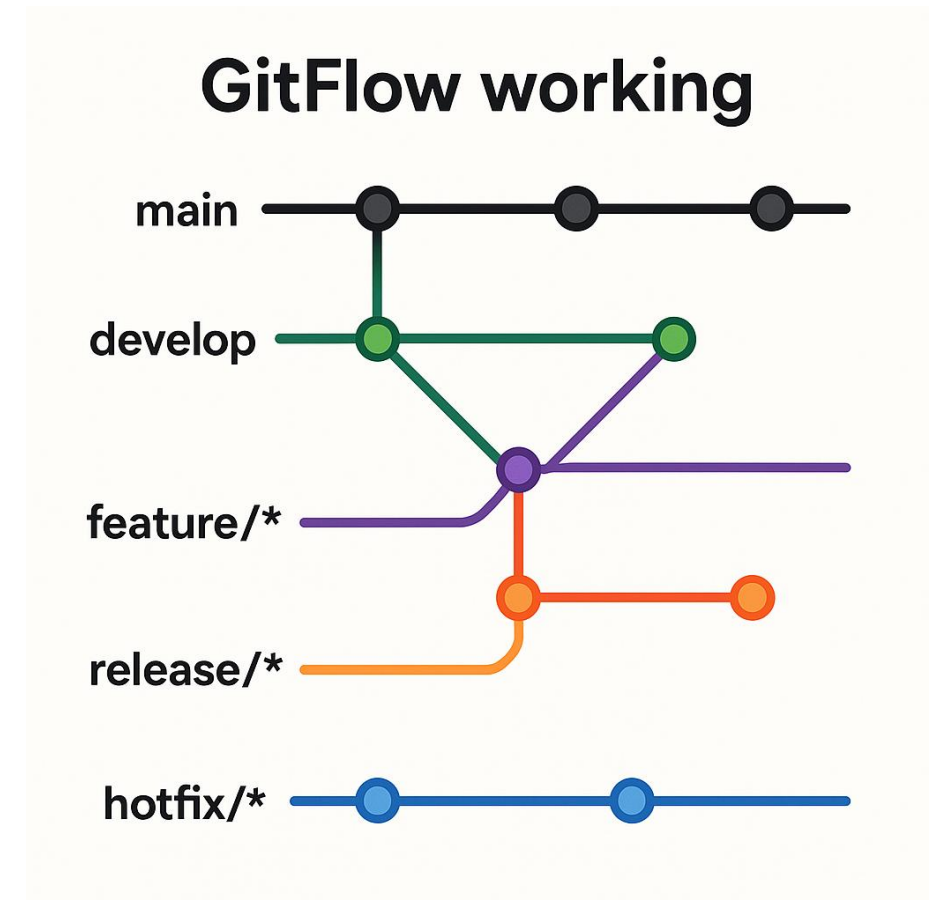 GitFlow working
main
develop
feature/*
release/*
hotfix/*